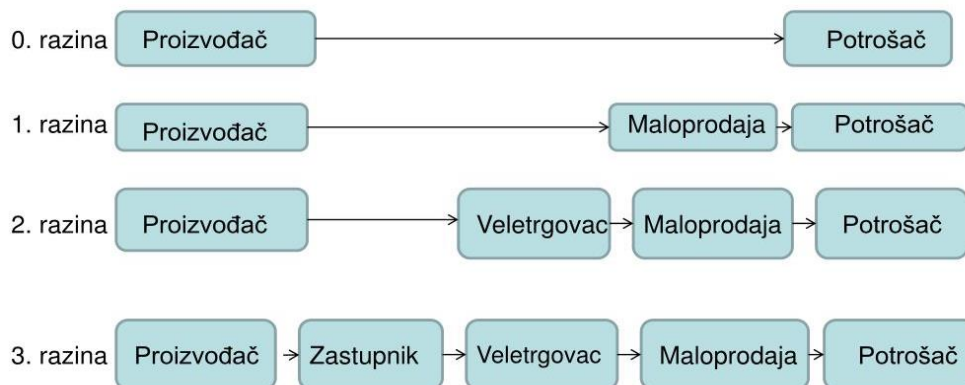 0. razina Proizvođač Potrošač
1. razina Proizvođač Maloprodaja Potrošač
2. razina Proizvođač Veletrgovac Maloprodaja Potrošač
3. razina Proizvođač Zastupnik Veletrgovac Maloprodaja Potrošač